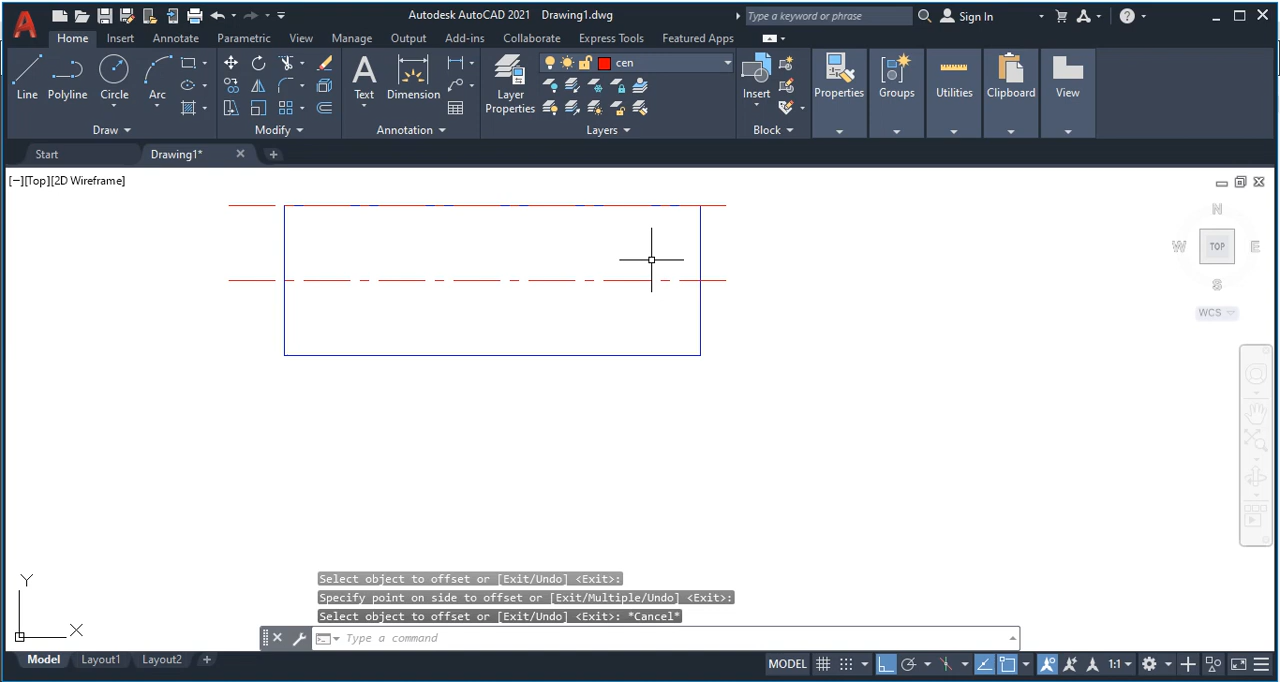 Autodesk AutoCAD 2021 Drawing1.dwg
Type a keyword or phrase
Sign In
Home Insert Annotate Parametric View Manage Output Add-ins Collaborate Express Tools Featured Apps
cen
Line Polyline Circle Arc
Text Dimension
Layer
Properties
Insert
Properties Groups Utilities Clipboard View
Draw Modify Annotation Layers Block
Start Drawing1*
[−][Top][2D Wireframe]
N
W TOP E
S
WCS
Y
X
Select object to offset or [Exit/Undo] <Exit>:
Specify point on side to offset or [Exit/Multiple/Undo] <Exit>:
Select object to offset or [Exit/Undo] <Exit>: *Cancel*
Type a command
Model Layout1 Layout2
MODEL 1:1